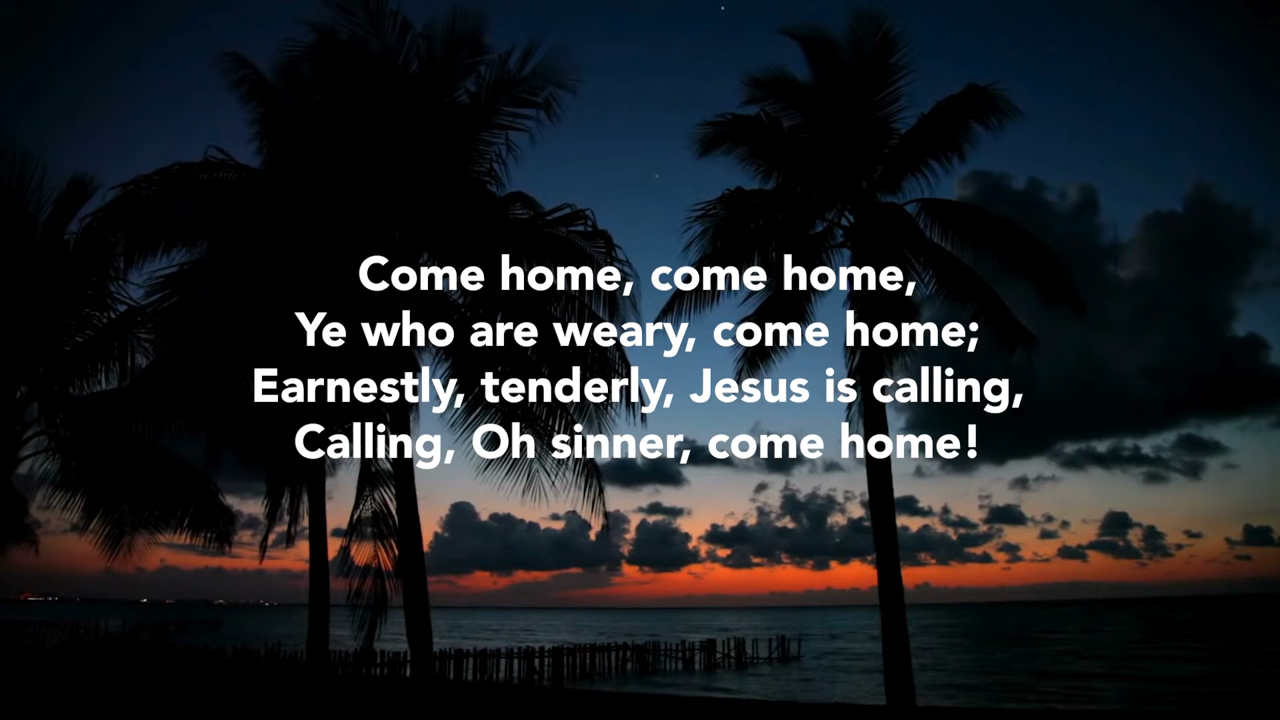 Come home, come home,
Ye who are weary, come home;
Earnestly, tenderly, Jesus is calling,
Calling, Oh sinner, come home!